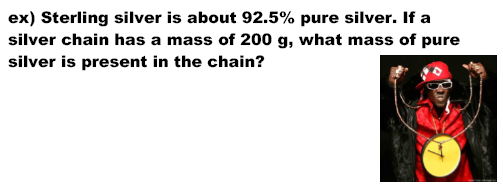 ex) Sterling silver is about 92.5% pure silver. If a
silver chain has a mass of 200 g, what mass of pure
silver is present in the chain?